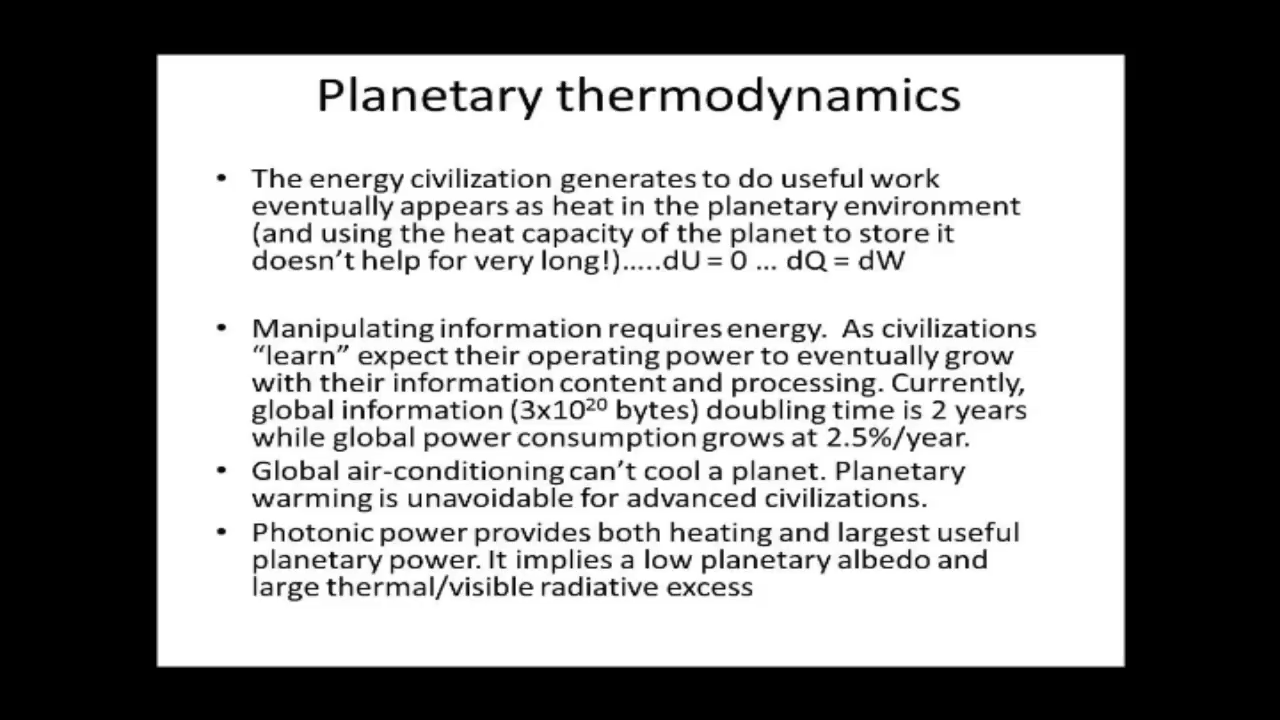 Planetary thermodynamics
• The energy civilization generates to do useful work
eventually appears as heat in the planetary environment
(and using the heat capacity of the planet to store it
doesn't help for very long!).....dU = 0 ... dQ = dW
• Manipulating information requires energy.  As civilizations
“learn” expect their operating power to eventually grow
with their information content and processing. Currently,
global information (3x10²⁰ bytes) doubling time is 2 years
while global power consumption grows at 2.5%/year.
• Global air-conditioning can't cool a planet. Planetary
warming is unavoidable for advanced civilizations.
• Photonic power provides both heating and largest useful
planetary power. It implies a low planetary albedo and
large thermal/visible radiative excess